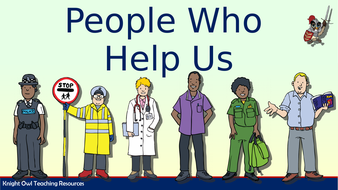 People Who
Help Us
STOP
Knight Owl Teaching Resources